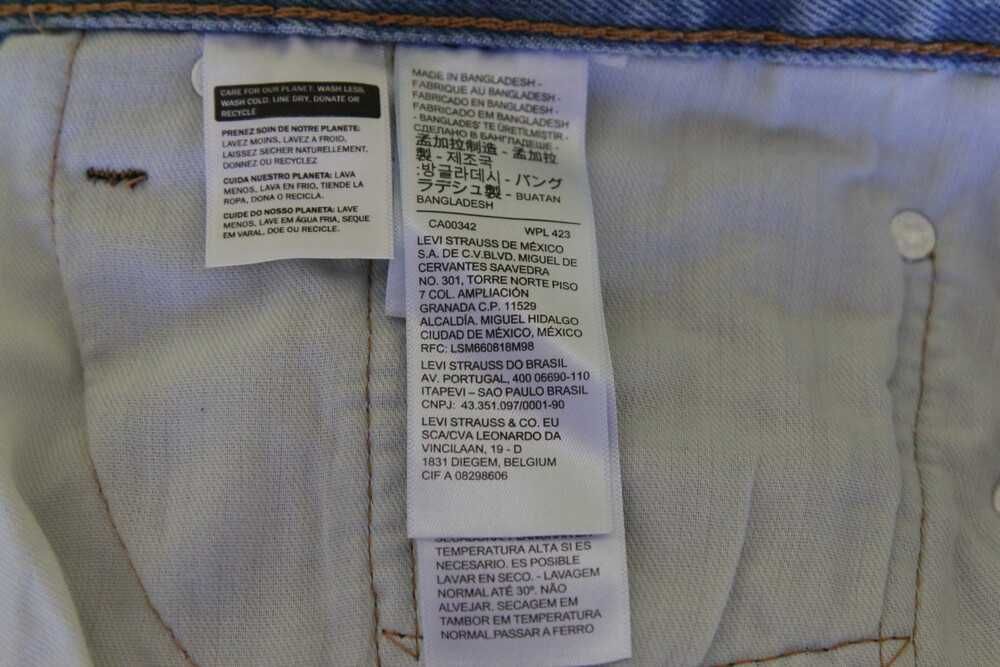 CARE FOR OUR PLANET. WASH LESS,
WASH COLD, LINE DRY, DONATE OR
RECYCLE
PRENEZ SOIN DE NOTRE PLANETE:
LAVEZ MOINS, LAVEZ A FROID,
LAISSEZ SECHER NATURELLEMENT,
DONNEZ OU RECYCLEZ
CUIDA NUESTRO PLANETA: LAVA
MENOS, LAVA EN FRIO, TIENDE LA
ROPA, DONA O RECICLA.
CUIDE DO NOSSO PLANETA: LAVE
MENOS, LAVE EM ÁGUA FRIA, SEQUE
EM VARAL, DOE OU RECICLE.
MADE IN BANGLADESH -
FABRIQUE AU BANGLADESH -
FABRICADO EN BANGLADESH -
FABRICADO EM BANGLADESH
- BANGLADES' TE ÜRETILMISTIR -
СДЕЛАНО В БАНГЛАДЕШЕ -
孟加拉制造 - 孟加拉
製 - 제조국
:방글라데시 - バング
ラデシュ製 - BUATAN
BANGLADESH
CA00342 WPL 423
LEVI STRAUSS DE MÉXICO
S.A. DE C.V.BLVD. MIGUEL DE
CERVANTES SAAVEDRA
NO. 301, TORRE NORTE PISO
7 COL. AMPLIACIÓN
GRANADA C.P. 11529
ALCALDÍA. MIGUEL HIDALGO
CIUDAD DE MÉXICO, MÉXICO
RFC: LSM660818M98
LEVI STRAUSS DO BRASIL
AV. PORTUGAL, 400 06690-110
ITAPEVI – SAO PAULO BRASIL
CNPJ: 43.351.097/0001-90
LEVI STRAUSS & CO. EU
SCA/CVA LEONARDO DA
VINCILAAN, 19 - D
1831 DIEGEM, BELGIUM
CIF A 08298606
TEMPERATURA ALTA SI ES
NECESARIO. ES POSIBLE
LAVAR EN SECO. - LAVAGEM
NORMAL ATÉ 30º. NÃO
ALVEJAR. SECAGEM EM
TAMBOR EM TEMPERATURA
NORMAL.PASSAR A FERRO